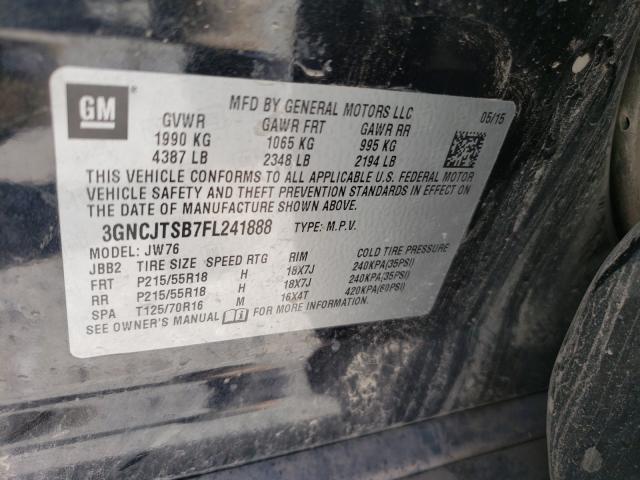 GM
MFD BY GENERAL MOTORS LLC 05/15
GVWR GAWR FRT GAWR RR
1990 KG 1065 KG 995 KG
4387 LB 2348 LB 2194 LB
THIS VEHICLE CONFORMS TO ALL APPLICABLE U.S. FEDERAL MOTOR
VEHICLE SAFETY AND THEFT PREVENTION STANDARDS IN EFFECT ON
THE DATE OF MANUFACTURE SHOWN ABOVE.
3GNCJTSB7FL241888 TYPE: M.P.V.
MODEL: JW76
JBB2 TIRE SIZE SPEED RTG RIM COLD TIRE PRESSURE
FRT P215/55R18 H 18X7J 240KPA(35PSI)
RR P215/55R18 H 18X7J 240KPA(35PSI)
SPA T125/70R16 M 16X4T 420KPA(60PSI)
SEE OWNER'S MANUAL FOR MORE INFORMATION.